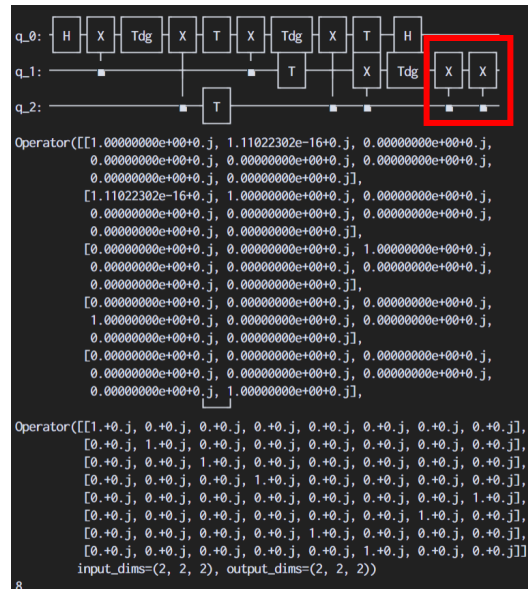 q_0: H X Tdg X T X Tdg X T H
q_1: T X Tdg X X
q_2: T
Operator([[1.00000000e+00+0.j, 1.11022302e-16+0.j, 0.00000000e+00+0.j,
0.00000000e+00+0.j, 0.00000000e+00+0.j, 0.00000000e+00+0.j,
0.00000000e+00+0.j, 0.00000000e+00+0.j],
[1.11022302e-16+0.j, 1.00000000e+00+0.j, 0.00000000e+00+0.j,
0.00000000e+00+0.j, 0.00000000e+00+0.j, 0.00000000e+00+0.j,
0.00000000e+00+0.j, 0.00000000e+00+0.j],
[0.00000000e+00+0.j, 0.00000000e+00+0.j, 1.00000000e+00+0.j,
0.00000000e+00+0.j, 0.00000000e+00+0.j, 0.00000000e+00+0.j,
0.00000000e+00+0.j, 0.00000000e+00+0.j],
[0.00000000e+00+0.j, 0.00000000e+00+0.j, 0.00000000e+00+0.j,
1.00000000e+00+0.j, 0.00000000e+00+0.j, 0.00000000e+00+0.j,
0.00000000e+00+0.j, 0.00000000e+00+0.j],
[0.00000000e+00+0.j, 0.00000000e+00+0.j, 0.00000000e+00+0.j,
0.00000000e+00+0.j, 0.00000000e+00+0.j, 0.00000000e+00+0.j,
0.00000000e+00+0.j, 1.00000000e+00+0.j],
Operator([[1.+0.j, 0.+0.j, 0.+0.j, 0.+0.j, 0.+0.j, 0.+0.j, 0.+0.j, 0.+0.j],
[0.+0.j, 1.+0.j, 0.+0.j, 0.+0.j, 0.+0.j, 0.+0.j, 0.+0.j, 0.+0.j],
[0.+0.j, 0.+0.j, 1.+0.j, 0.+0.j, 0.+0.j, 0.+0.j, 0.+0.j, 0.+0.j],
[0.+0.j, 0.+0.j, 0.+0.j, 1.+0.j, 0.+0.j, 0.+0.j, 0.+0.j, 0.+0.j],
[0.+0.j, 0.+0.j, 0.+0.j, 0.+0.j, 0.+0.j, 0.+0.j, 0.+0.j, 1.+0.j],
[0.+0.j, 0.+0.j, 0.+0.j, 0.+0.j, 0.+0.j, 0.+0.j, 1.+0.j, 0.+0.j],
[0.+0.j, 0.+0.j, 0.+0.j, 0.+0.j, 1.+0.j, 0.+0.j, 0.+0.j, 0.+0.j],
[0.+0.j, 0.+0.j, 0.+0.j, 0.+0.j, 0.+0.j, 1.+0.j, 0.+0.j, 0.+0.j]]
input_dims=(2, 2, 2), output_dims=(2, 2, 2))
8